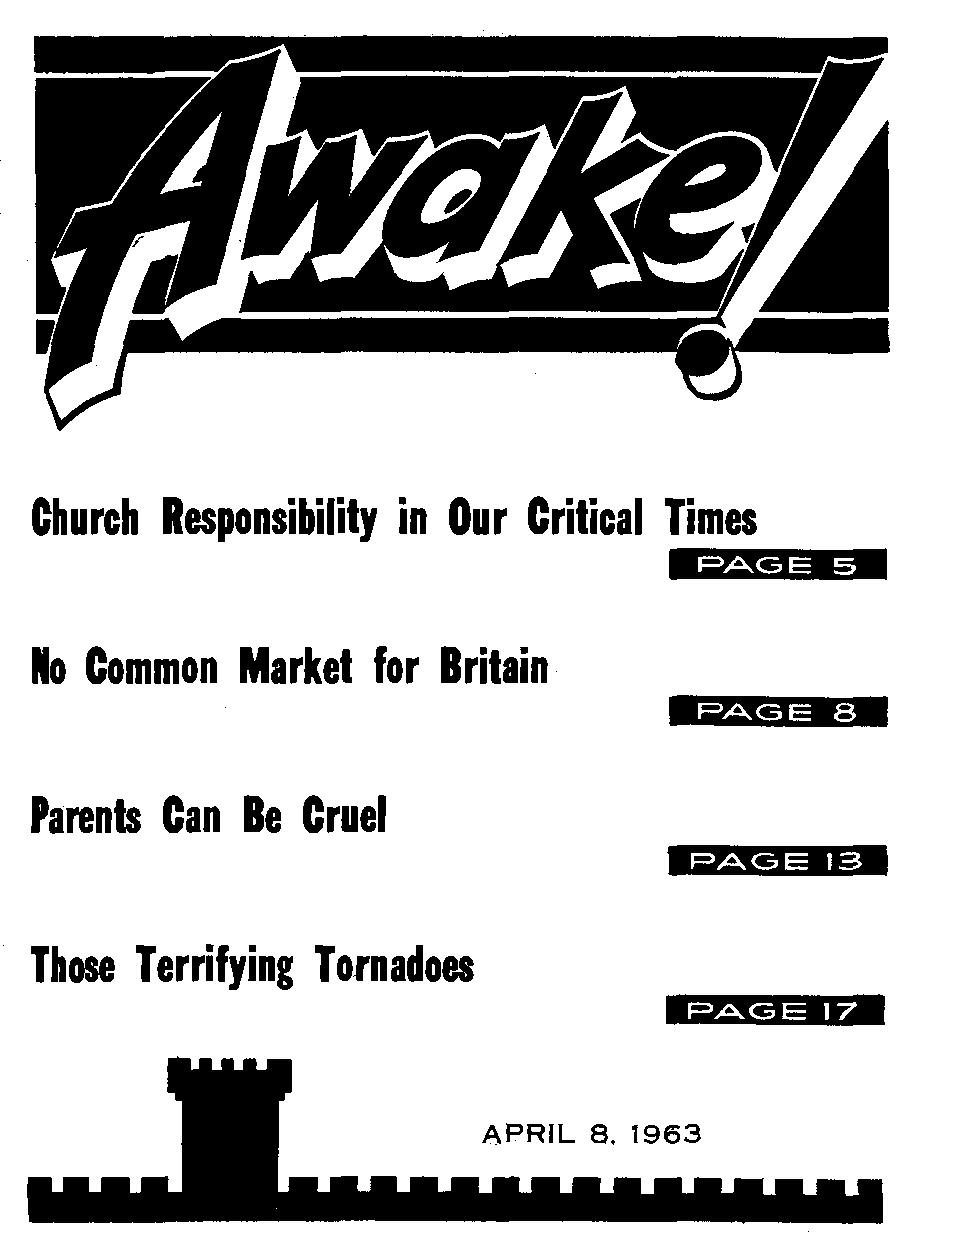 Awake!
Church Responsibility in Our Critical Times
PAGE 5
No Common Market for Britain
PAGE 8
Parents Can Be Cruel
PAGE 13
Those Terrifying Tornadoes
PAGE 17
APRIL 8, 1963